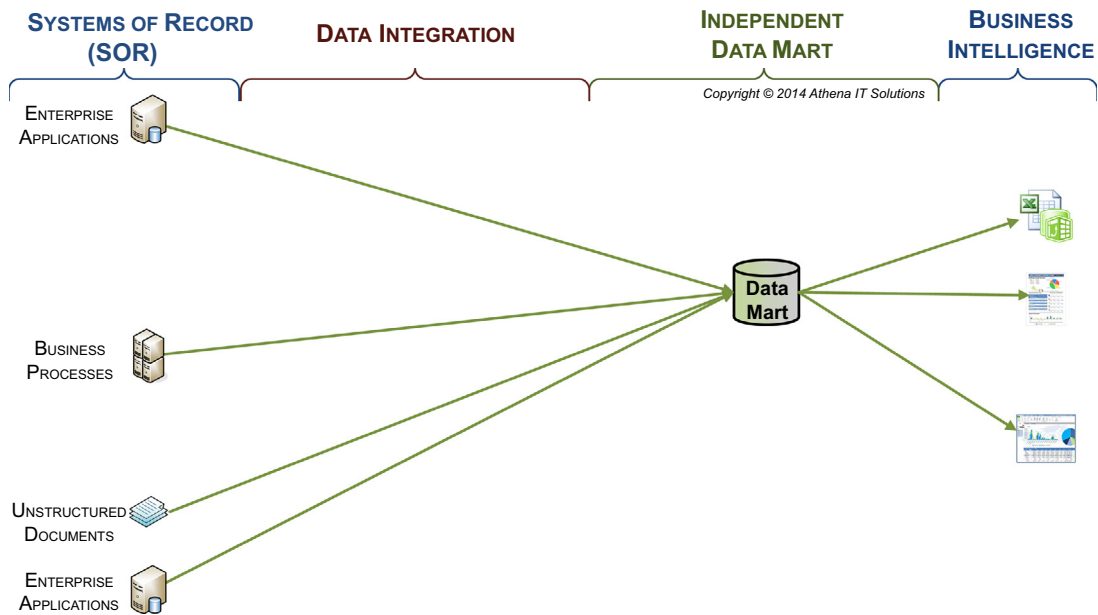 SYSTEMS OF RECORD
(SOR)
DATA INTEGRATION
INDEPENDENT
DATA MART
BUSINESS
INTELLIGENCE
Copyright © 2014 Athena IT Solutions
ENTERPRISE
APPLICATIONS
Data
Mart
BUSINESS
PROCESSES
UNSTRUCTURED
DOCUMENTS
ENTERPRISE
APPLICATIONS